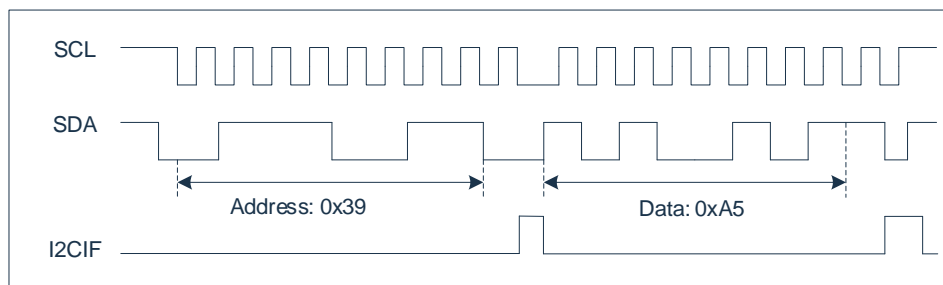 SCL
SDA
Address: 0x39
Data: 0xA5
I2CIF